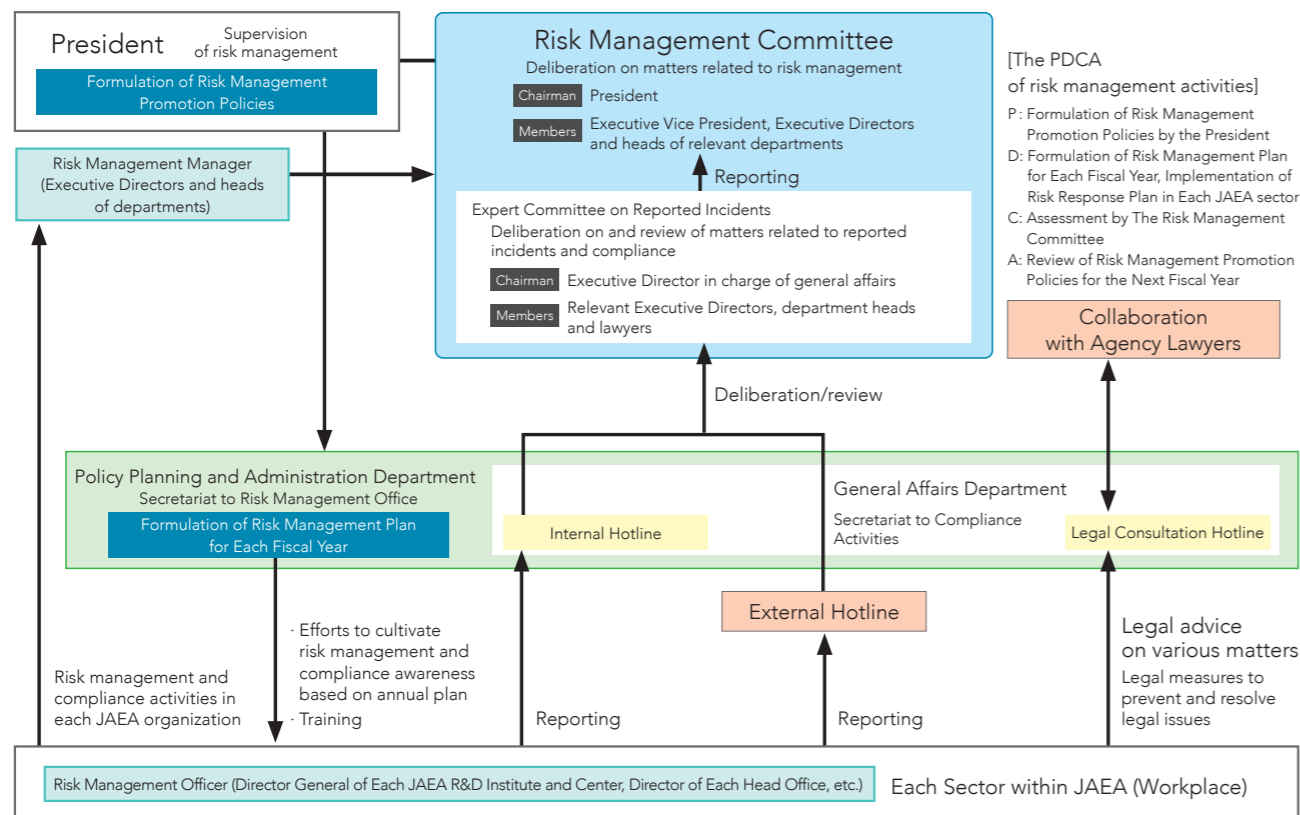 President
Supervision
of risk management
Formulation of Risk Management
Promotion Policies
Risk Management Manager
(Executive Directors and heads
of departments)
Risk Management Committee
Deliberation on matters related to risk management
Chairman President
Members Executive Vice President, Executive Directors
and heads of relevant departments
Reporting
Expert Committee on Reported Incidents
Deliberation on and review of matters related to reported
incidents and compliance
Chairman Executive Director in charge of general affairs
Members Relevant Executive Directors, department heads
and lawyers
[The PDCA
of risk management activities]
P: Formulation of Risk Management
Promotion Policies by the President
D: Formulation of Risk Management Plan
for Each Fiscal Year, Implementation of
Risk Response Plan in Each JAEA sector
C: Assessment by The Risk Management
Committee
A: Review of Risk Management Promotion
Policies for the Next Fiscal Year
Collaboration
with Agency Lawyers
Deliberation/review
Policy Planning and Administration Department
Secretariat to Risk Management Office
Formulation of Risk Management Plan
for Each Fiscal Year
Internal Hotline
General Affairs Department
Secretariat to Compliance
Activities
Legal Consultation Hotline
External Hotline
Risk management and
compliance activities in
each JAEA organization
· Efforts to cultivate
risk management and
compliance awareness
based on annual plan
· Training
Reporting
Reporting
Legal advice
on various matters
Legal measures to
prevent and resolve
legal issues
Risk Management Officer (Director General of Each JAEA R&D Institute and Center, Director of Each Head Office, etc.)
Each Sector within JAEA (Workplace)